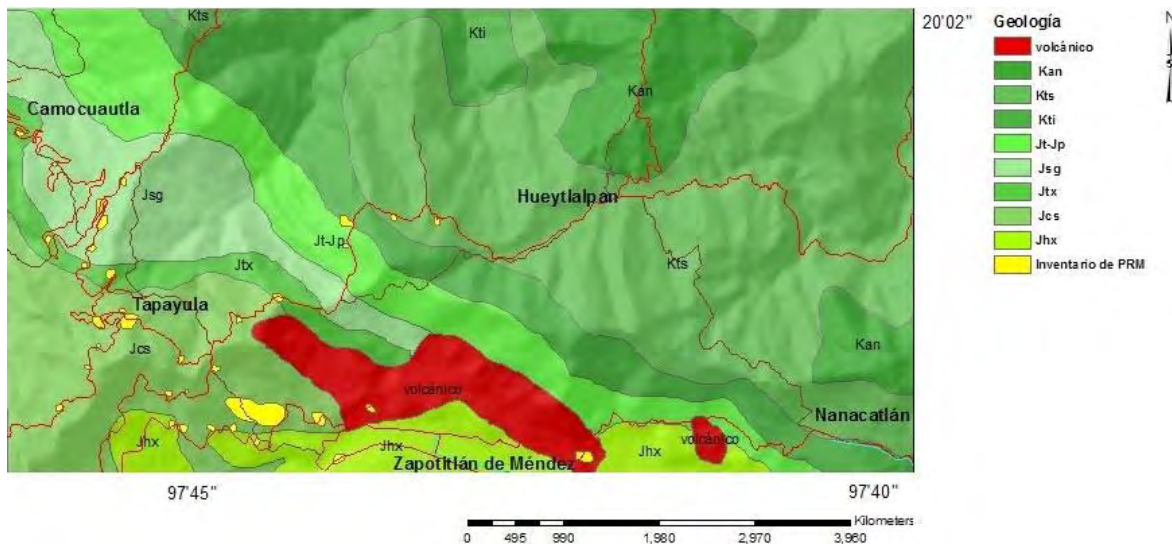 Kts
Kti
Kan
Camocuautla
Jsg
Hueytlalpan
Jt-Jp
Kts
Jtx
Tapayula
Jcs
Kan
volcánico
Nanacatlán
Jhx
Jhx
Zapotitlán de Méndez
Jhx
volcánico
20'02"
97'45"
97'40"
Geología
volcánico
Kan
Kts
Kti
Jt-Jp
Jsg
Jtx
Jcs
Jhx
Inventario de PRM
N
Kilometers
0 495 990 1,980 2,970 3,960